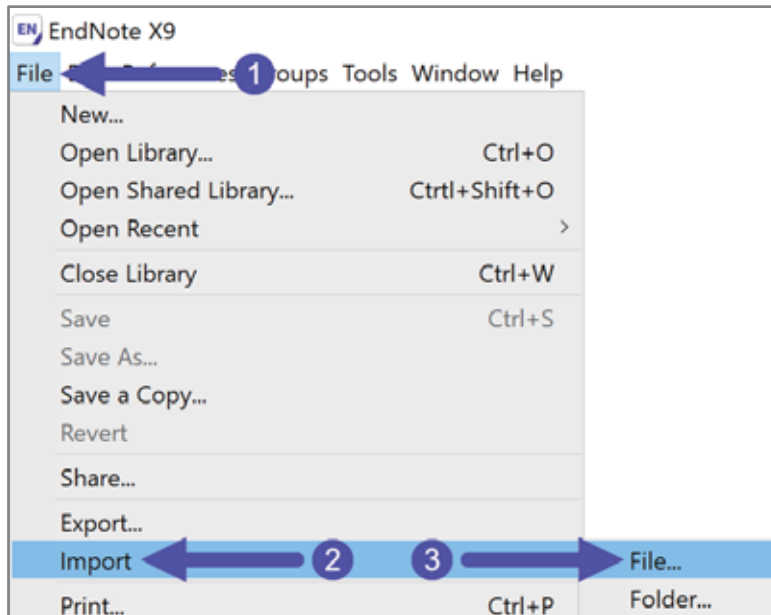 EN EndNote X9
File 1 oups Tools Window Help
New...
Open Library... Ctrl+O
Open Shared Library... Ctrtl+Shift+O
Open Recent >
Close Library Ctrl+W
Save Ctrl+S
Save As...
Save a Copy...
Revert
Share...
Export...
Import 2 3 File...
Print... Ctrl+P Folder...